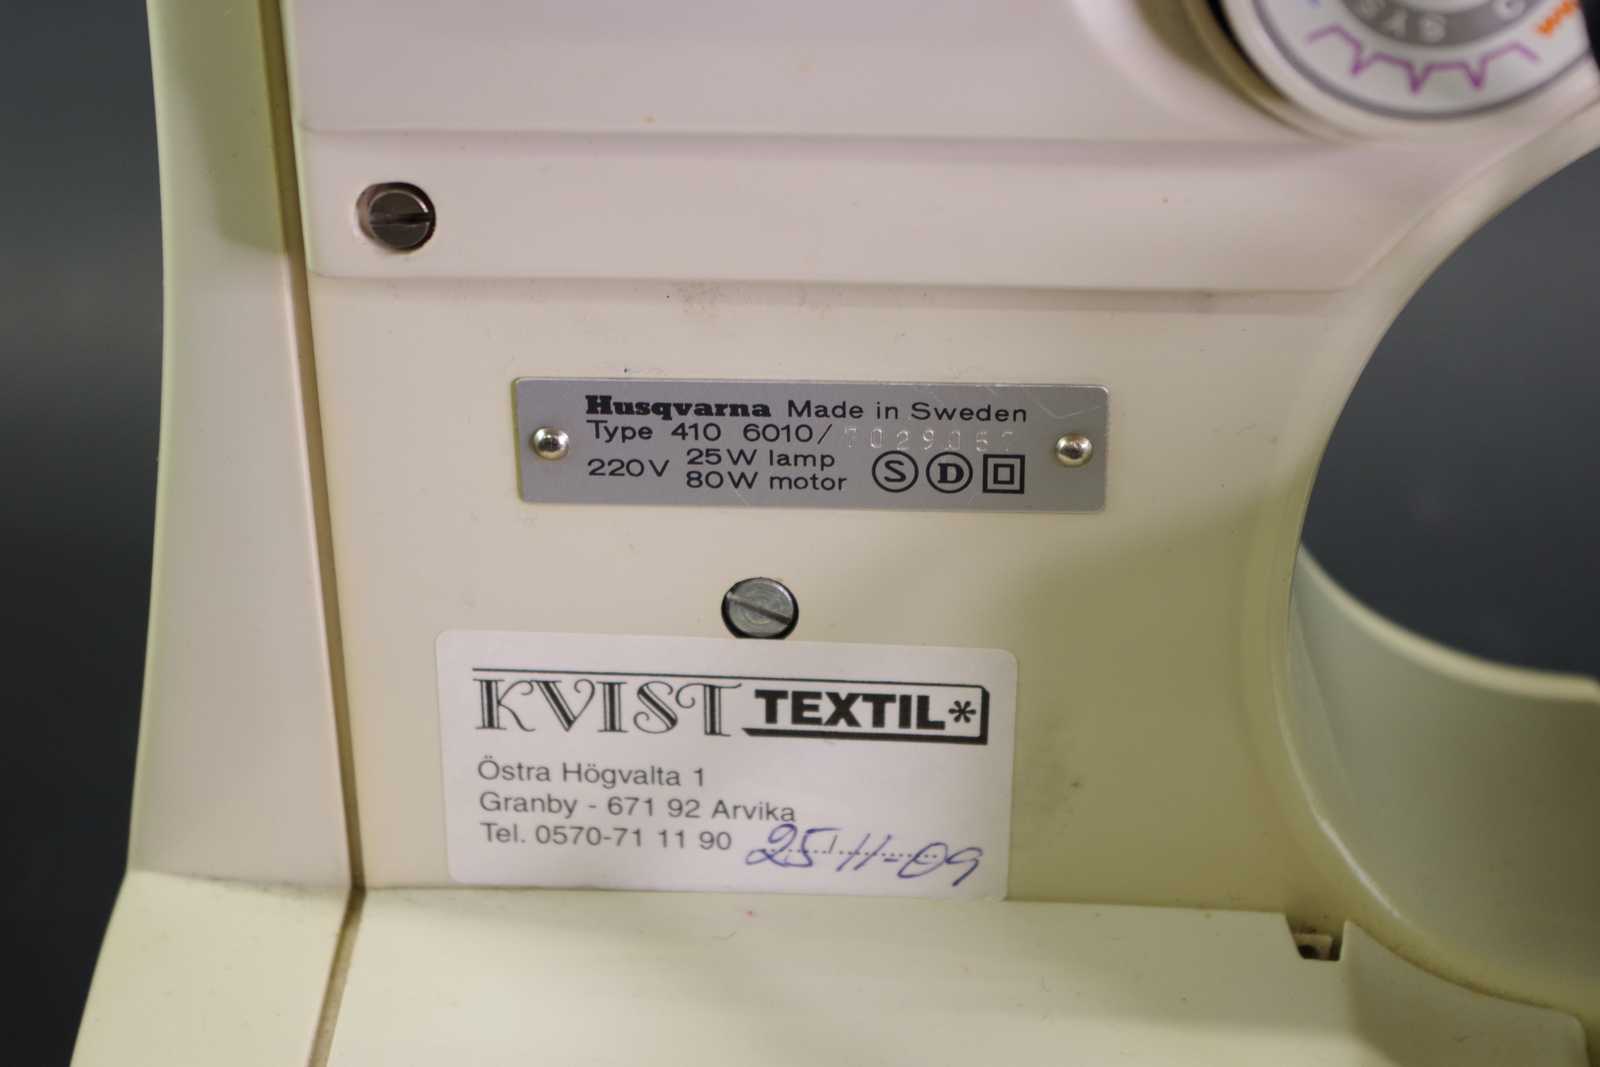 SYS
Husqvarna Made in Sweden
Type 410 6010/
220V 25W lamp
80W motor S D
KVIST TEXTIL*
Östra Högvalta 1
Granby - 671 92 Arvika
Tel. 0570-71 11 90 25/11-09